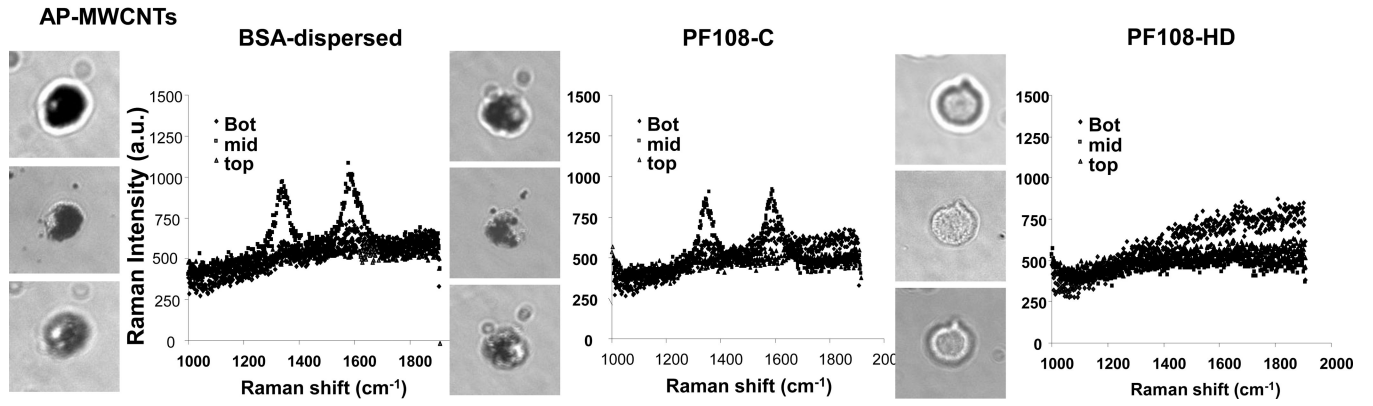 AP-MWCNTs
BSA-dispersed
Raman Intensity (a.u.)
1500
1250
1000
750
500
250
0
Bot
mid
top
1000 1200 1400 1600 1800
Raman shift (cm-1)
PF108-C
1500
1250
1000
750
500
250
0
Bot
mid
top
1000 1200 1400 1600 1800 200
Raman shift (cm-1)
PF108-HD
1500
1250
1000
750
500
250
0
Bot
mid
top
1000 1200 1400 1600 1800 2000
Raman shift (cm-1)